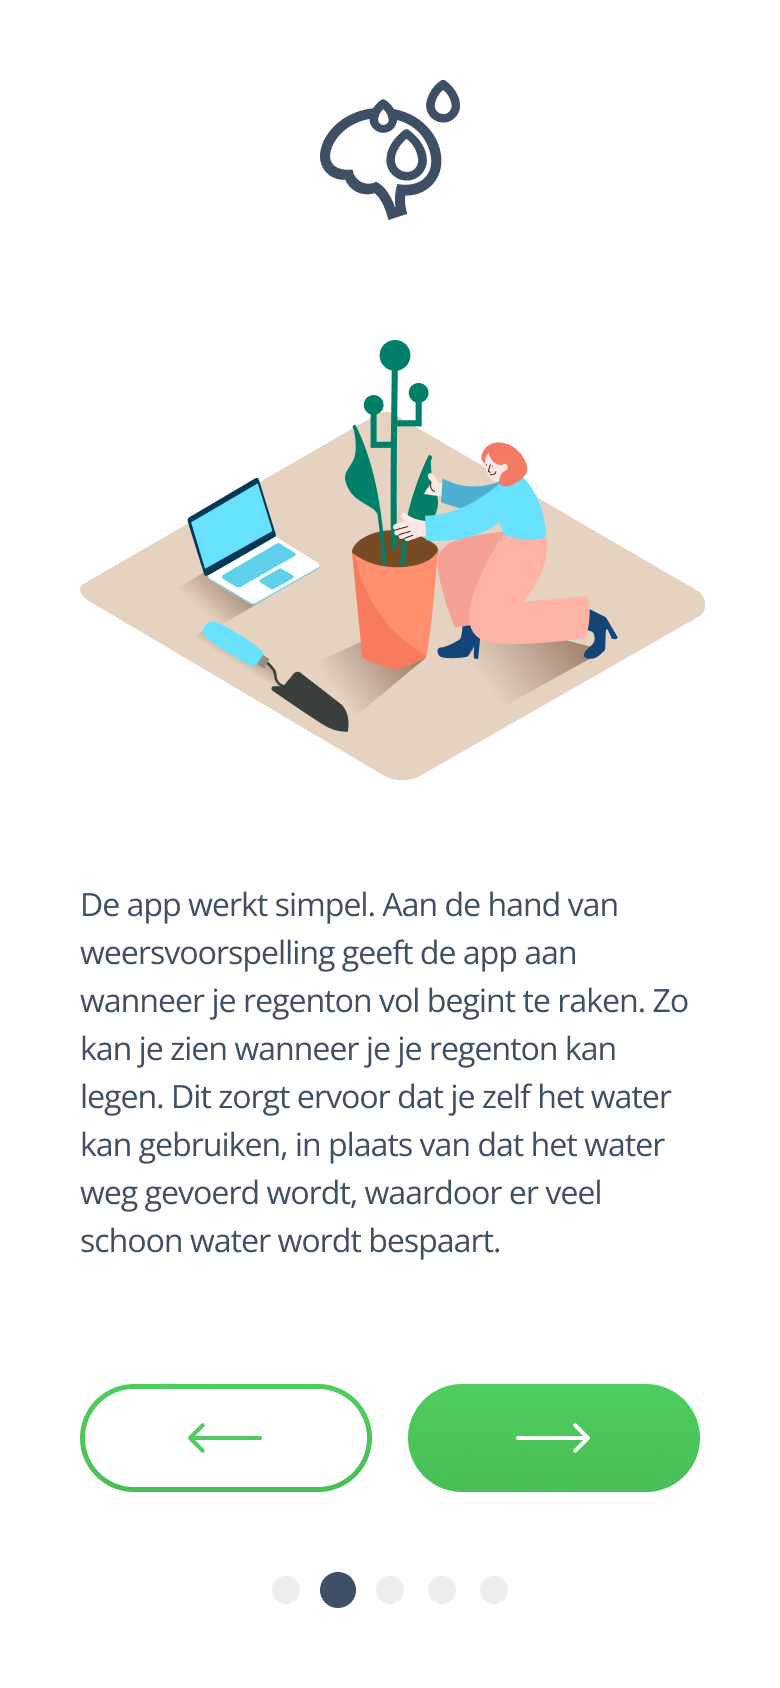 De app werkt simpel. Aan de hand van
weersvoorspelling geeft de app aan
wanneer je regenton vol begint te raken. Zo
kan je zien wanneer je je regenton kan
legen. Dit zorgt ervoor dat je zelf het water
kan gebruiken, in plaats van dat het water
weg gevoerd wordt, waardoor er veel
schoon water wordt bespaart.